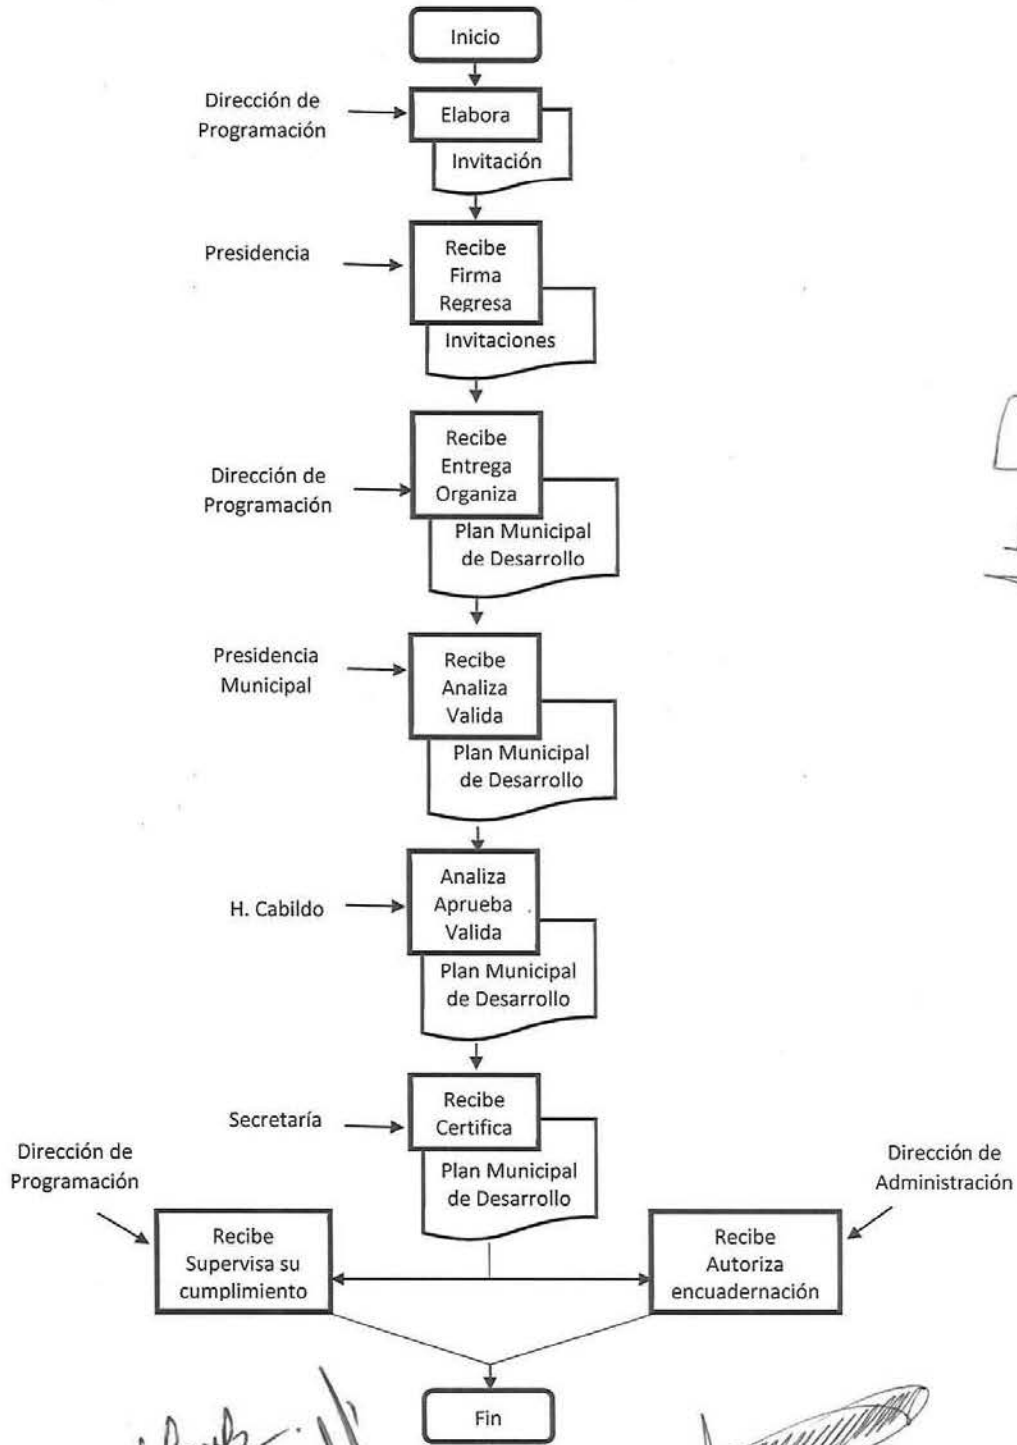 Inicio
Dirección de
Programación
Elabora
Invitación
Presidencia
Recibe
Firma
Regresa
Invitaciones
Dirección de
Programación
Recibe
Entrega
Organiza
Plan Municipal
de Desarrollo
Presidencia
Municipal
Recibe
Analiza
Valida
Plan Municipal
de Desarrollo
H. Cabildo
Analiza
Aprueba
Valida
Plan Municipal
de Desarrollo
Secretaría
Recibe
Certifica
Plan Municipal
de Desarrollo
Dirección de
Programación
Recibe
Supervisa su
cumplimiento
Dirección de
Administración
Recibe
Autoriza
encuadernación
Fin